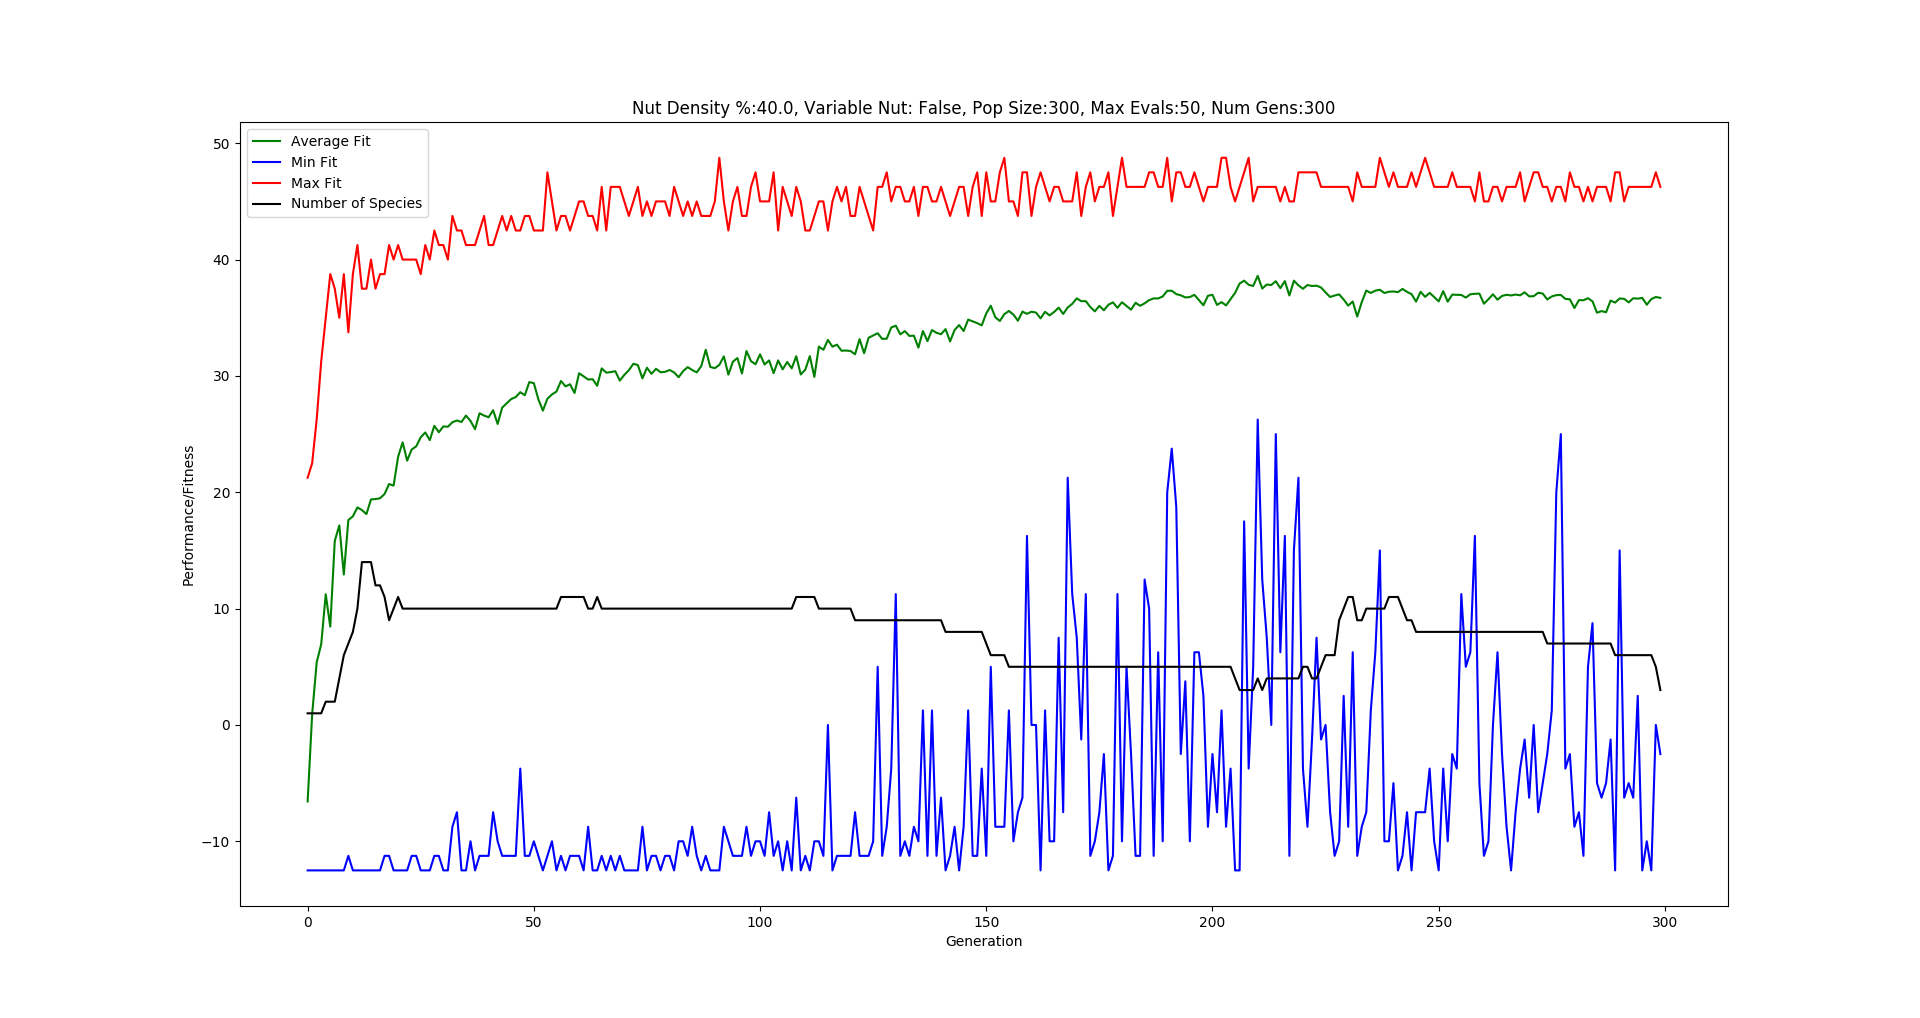 Nut Density %:40.0, Variable Nut: False, Pop Size:300, Max Evals:50, Num Gens:300
Average Fit
Min Fit
Max Fit
Number of Species
Performance/Fitness
50
40
30
20
10
0
−10
0 50 100 150 200 250 300
Generation